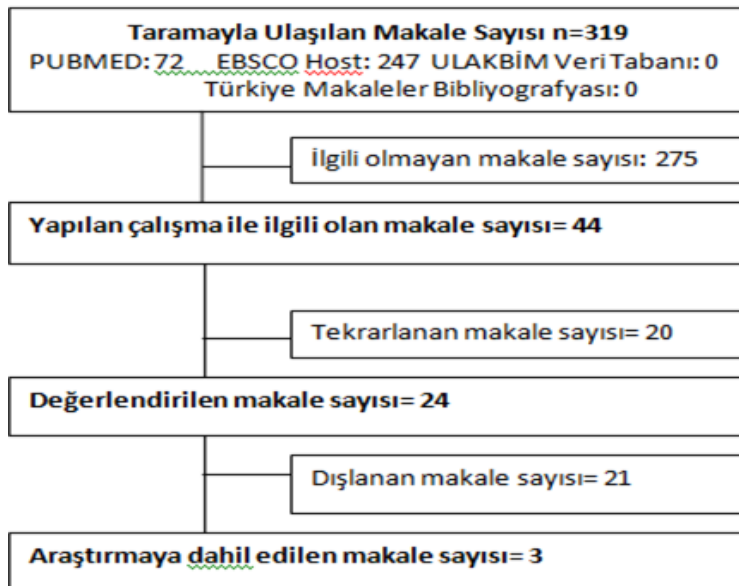 Taramayla Ulaşılan Makale Sayısı n=319
PUBMED: 72 EBSCO Host: 247 ULAKBİM Veri Tabanı: 0
Türkiye Makaleler Bibliyografyası: 0
İlgili olmayan makale sayısı: 275
Yapılan çalışma ile ilgili olan makale sayısı= 44
Tekrarlanan makale sayısı= 20
Değerlendirilen makale sayısı= 24
Dışlanan makale sayısı= 21
Araştırmaya dahil edilen makale sayısı= 3